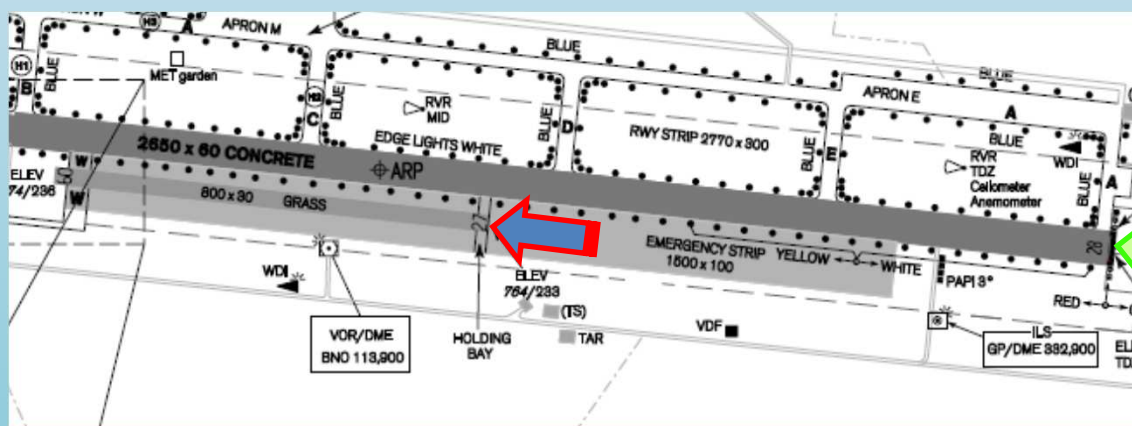 H3
A
APRON M
BLUE
BLUE
H1
BLUE
MET garden
B
H2
C
BLUE
RVR
MID
EDGE LIGHTS WHITE
BLUE
D
RWY STRIP 2770 x 300
BLUE
E
APRON E
A
BLUE
WDI
RVR
TDZ
Ceilometer
Anemometer
BLUE
A
2650 x 60 CONCRETE
ARP
W
W
ELEV
74/236
800 x 30
GRASS
27
28
EMERGENCY STRIP
1500 x 100
YELLOW
WHITE
PAPI 3°
RED
WDI
ELEV
764/233
(TS)
TAR
HOLDING
BAY
VOR/DME
BNO 113,900
VDF
ILS
GP/DME 332,900